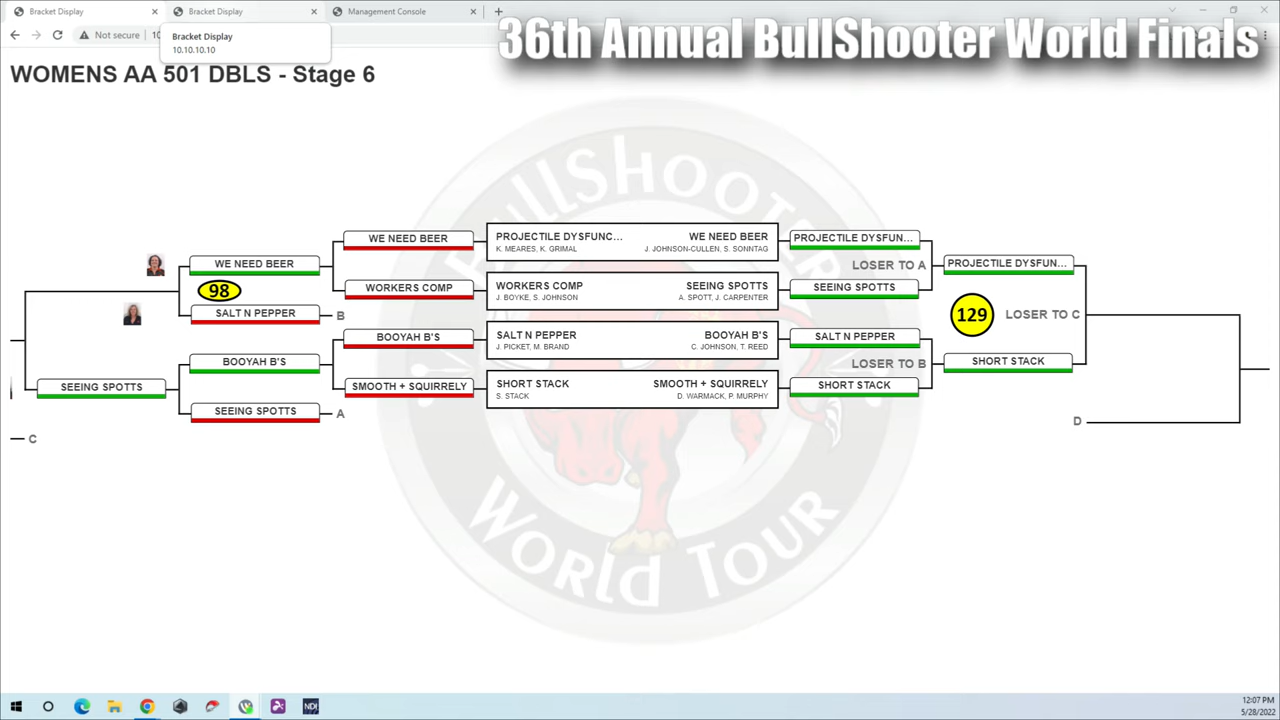 Bracket Display
Bracket Display
Management Console
Not secure
10
Bracket Display
10.10.10.10
36th Annual BullShooter World Finals
WOMENS AA 501 DBLS - Stage 6
BullShooter
World Tour
WE NEED BEER
98
SALT N PEPPER
B
BOOYAH B'S
SEEING SPOTTS
SEEING SPOTTS
A
C
WE NEED BEER
WORKERS COMP
BOOYAH B'S
SMOOTH + SQUIRRELY
PROJECTILE DYSFUNC... WE NEED BEER
K. MEARES, K. GRIMAL J. JOHNSON-CULLEN, S. SONNTAG
WORKERS COMP SEEING SPOTTS
J. BOYKE, S. JOHNSON A. SPOTT, J. CARPENTER
SALT N PEPPER BOOYAH B'S
J. PICKET, M. BRAND C. JOHNSON, T. REED
SHORT STACK SMOOTH + SQUIRRELY
S. STACK D. WARMACK, P. MURPHY
PROJECTILE DYSFUN...
LOSER TO A
SEEING SPOTTS
SALT N PEPPER
LOSER TO B
SHORT STACK
PROJECTILE DYSFUN...
129
LOSER TO C
SHORT STACK
D
NDI
12:07 PM
5/28/2022